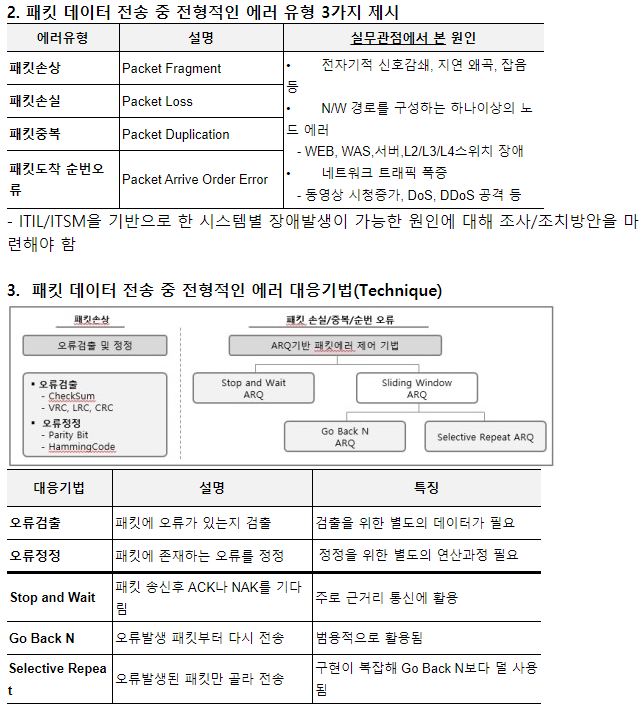 2. 패킷 데이터 전송 중 전형적인 에러 유형 3가지 제시
에러유형 설명 실무관점에서 본 원인
패킷손상 Packet Fragment
패킷손실 Packet Loss
패킷중복 Packet Duplication
패킷도착 순번오
류 Packet Arrive Order Error
• 전자기적 신호감쇄, 지연 왜곡, 잡음
등
• N/W 경로를 구성하는 하나이상의 노
드 에러
- WEB, WAS,서버,L2/L3/L4스위치 장애
• 네트워크 트래픽 폭증
- 동영상 시청증가, DoS, DDoS 공격 등
- ITIL/ITSM을 기반으로 한 시스템별 장애발생이 가능한 원인에 대해 조사/조치방안을 마
련해야 함
3. 패킷 데이터 전송 중 전형적인 에러 대응기법(Technique)
패킷손상
오류검출 및 정정
▪ 오류검출
- CheckSum
- VRC, LRC, CRC
▪ 오류정정
- Parity Bit
- HammingCode
패킷 손실/중복/순번 오류
ARQ기반 패킷에러 제어 기법
Stop and Wait
ARQ
Sliding Window
ARQ
Go Back N
ARQ
Selective Repeat ARQ
대응기법 설명 특징
오류검출 패킷에 오류가 있는지 검출 검출을 위한 별도의 데이터가 필요
오류정정 패킷에 존재하는 오류를 정정 정정을 위한 별도의 연산과정 필요
Stop and Wait 패킷 송신후 ACK나 NAK를 기다
림 주로 근거리 통신에 활용
Go Back N 오류발생 패킷부터 다시 전송 범용적으로 활용됨
Selective Repea
t 오류발생된 패킷만 골라 전송 구현이 복잡해 Go Back N보다 덜 사용
됨